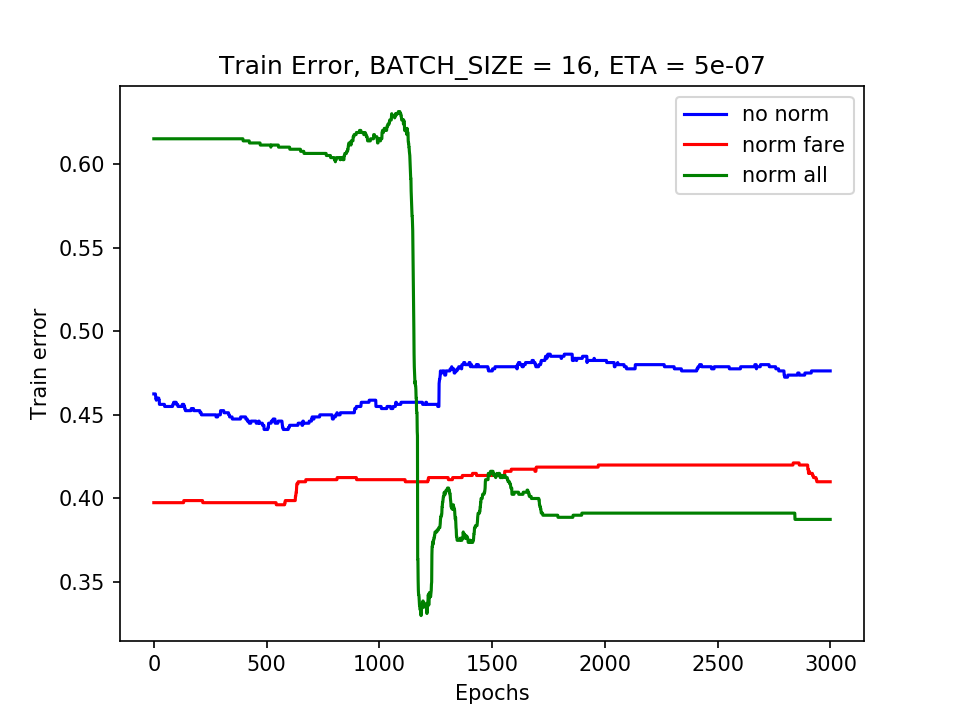 Train Error, BATCH_SIZE = 16, ETA = 5e-07
no norm
norm fare
norm all
Train error
0.60
0.55
0.50
0.45
0.40
0.35
0 500 1000 1500 2000 2500 3000
Epochs